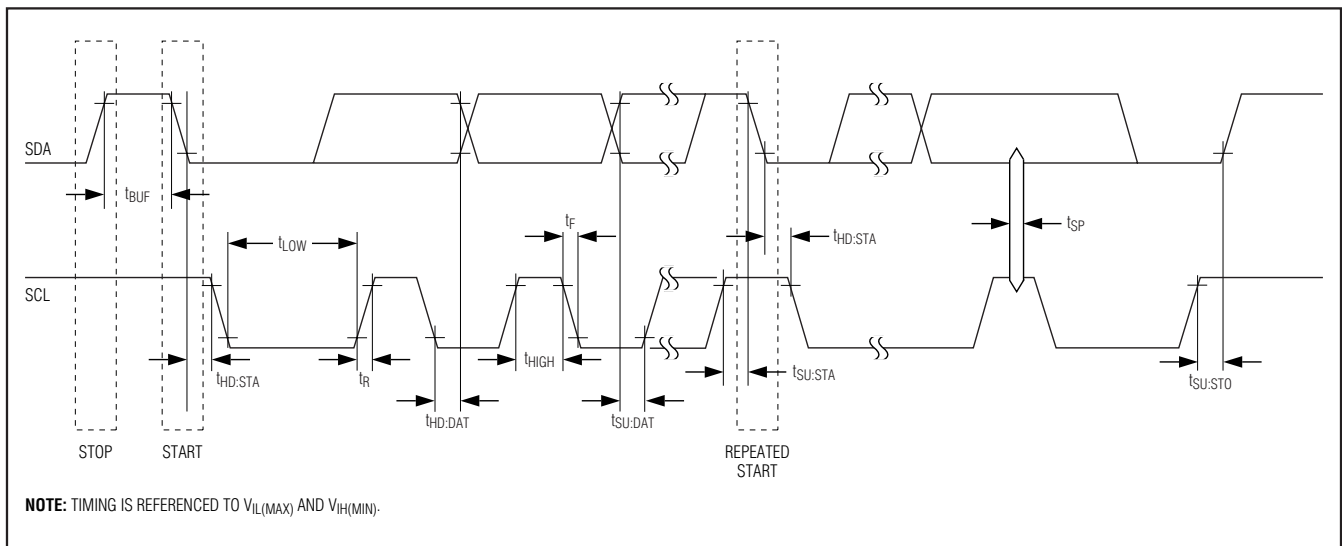 SDA
tBUF
tF
tLOW
tHD:STA
tSP
SCL
tHD:STA
tR
tHIGH
tSU:STA
tSU:STO
tHD:DAT
tSU:DAT
STOP
START
REPEATED
START
NOTE: TIMING IS REFERENCED TO VIL(MAX) AND VIH(MIN).